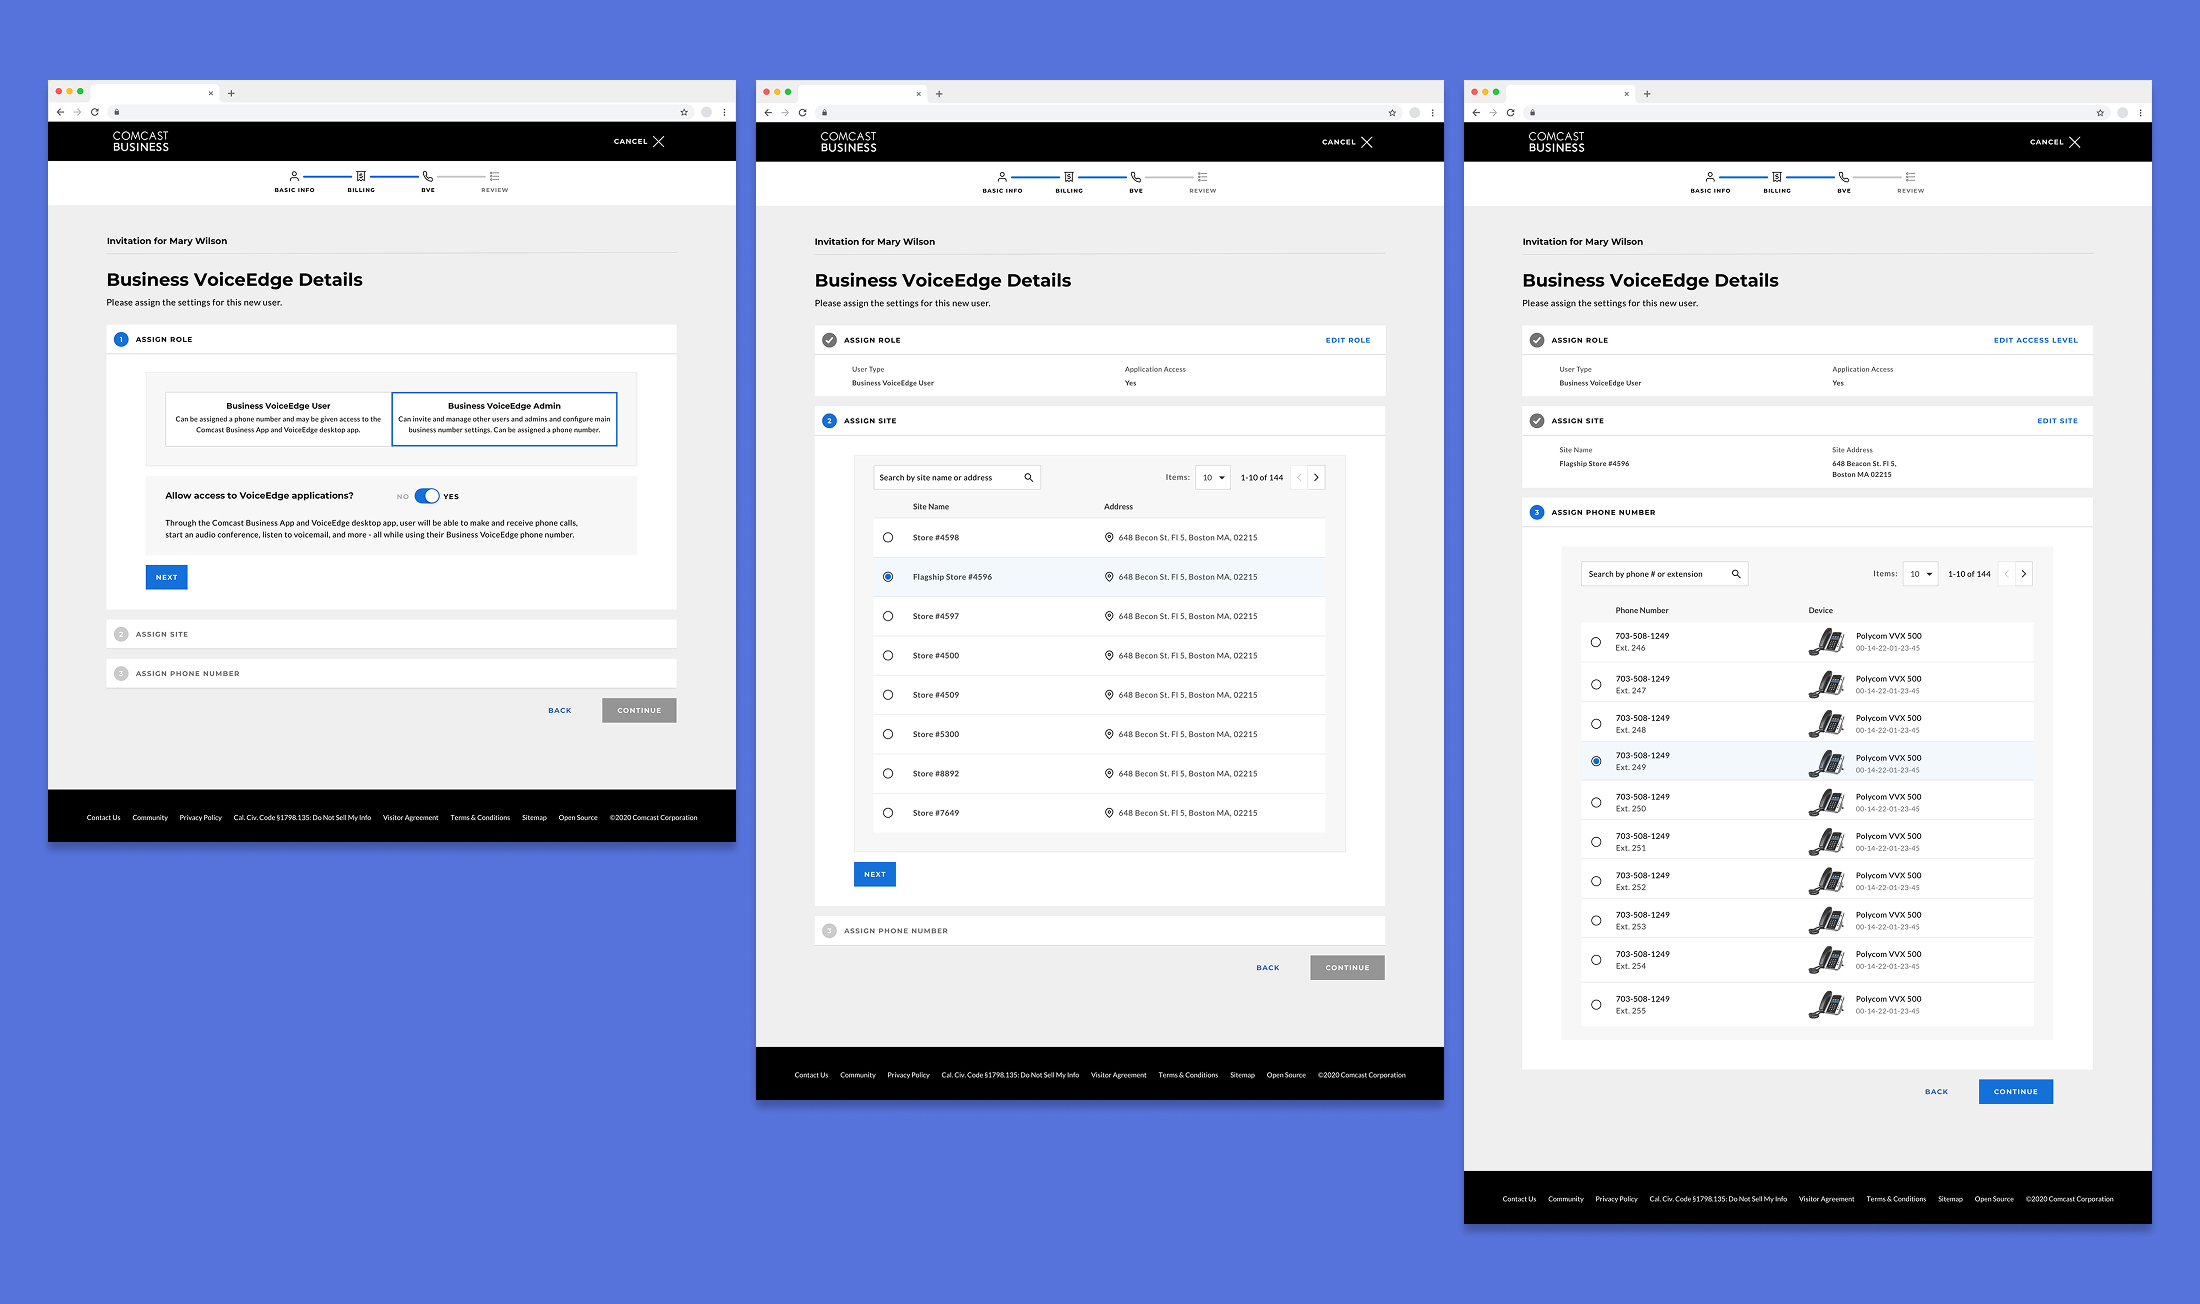 COMCAST
BUSINESS
CANCEL
BASIC INFO
BILLING
BVE
REVIEW
Invitation for Mary Wilson
Business VoiceEdge Details
Please assign the settings for this new user.
1 ASSIGN ROLE
Business VoiceEdge User
Can be assigned a phone number and may be given access to the
Comcast Business App and VoiceEdge desktop app.
Business VoiceEdge Admin
Can invite and manage other users and admins and configure main
business number settings. Can be assigned a phone number.
Allow access to VoiceEdge applications?
NO YES
Through the Comcast Business App and VoiceEdge desktop app, user will be able to make and receive phone calls,
start an audio conference, listen to voicemail, and more - all while using their Business VoiceEdge phone number.
NEXT
2 ASSIGN SITE
3 ASSIGN PHONE NUMBER
BACK CONTINUE
Contact Us Community Privacy Policy Cal. Civ. Code §1798.135: Do Not Sell My Info Visitor Agreement Terms & Conditions Sitemap Open Source ©2020 Comcast Corporation
COMCAST
BUSINESS
CANCEL
BASIC INFO
BILLING
BVE
REVIEW
Invitation for Mary Wilson
Business VoiceEdge Details
Please assign the settings for this new user.
ASSIGN ROLE EDIT ROLE
User Type Application Access
Business VoiceEdge User Yes
2 ASSIGN SITE
Search by site name or address Items: 10 1-10 of 144
Site Name Address
Store #4598 648 Becon St. Fl 5, Boston MA, 02215
Flagship Store #4596 648 Becon St. Fl 5, Boston MA, 02215
Store #4597 648 Becon St. Fl 5, Boston MA, 02215
Store #4500 648 Becon St. Fl 5, Boston MA, 02215
Store #4509 648 Becon St. Fl 5, Boston MA, 02215
Store #5300 648 Becon St. Fl 5, Boston MA, 02215
Store #8892 648 Becon St. Fl 5, Boston MA, 02215
Store #7649 648 Becon St. Fl 5, Boston MA, 02215
NEXT
3 ASSIGN PHONE NUMBER
BACK CONTINUE
Contact Us Community Privacy Policy Cal. Civ. Code §1798.135: Do Not Sell My Info Visitor Agreement Terms & Conditions Sitemap Open Source ©2020 Comcast Corporation
COMCAST
BUSINESS
CANCEL
BASIC INFO
BILLING
BVE
REVIEW
Invitation for Mary Wilson
Business VoiceEdge Details
Please assign the settings for this new user.
ASSIGN ROLE EDIT ACCESS LEVEL
User Type Application Access
Business VoiceEdge User Yes
ASSIGN SITE EDIT SITE
Site Name Site Address
Flagship Store #4596 648 Beacon St. Fl 5,
Boston MA 02215
3 ASSIGN PHONE NUMBER
Search by phone # or extension Items: 10 1-10 of 144
Phone Number Device
703-508-1249 Polycom VVX 500
Ext. 246 00-14-22-01-23-45
703-508-1249 Polycom VVX 500
Ext. 247 00-14-22-01-23-45
703-508-1249 Polycom VVX 500
Ext. 248 00-14-22-01-23-45
703-508-1249 Polycom VVX 500
Ext. 249 00-14-22-01-23-45
703-508-1249 Polycom VVX 500
Ext. 250 00-14-22-01-23-45
703-508-1249 Polycom VVX 500
Ext. 251 00-14-22-01-23-45
703-508-1249 Polycom VVX 500
Ext. 252 00-14-22-01-23-45
703-508-1249 Polycom VVX 500
Ext. 253 00-14-22-01-23-45
703-508-1249 Polycom VVX 500
Ext. 254 00-14-22-01-23-45
703-508-1249 Polycom VVX 500
Ext. 255 00-14-22-01-23-45
BACK CONTINUE
Contact Us Community Privacy Policy Cal. Civ. Code §1798.135: Do Not Sell My Info Visitor Agreement Terms & Conditions Sitemap Open Source ©2020 Comcast Corporation